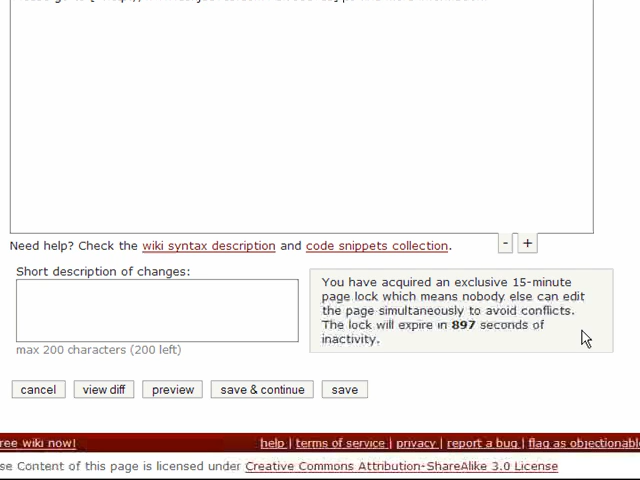 Need help? Check the wiki syntax description and code snippets collection.
- +
Short description of changes:
max 200 characters (200 left)
You have acquired an exclusive 15-minute
page lock which means nobody else can edit
the page simultaneously to avoid conflicts.
The lock will expire in 897 seconds of
inactivity.
cancel view diff preview save & continue save
ree wiki now! help | terms of service | privacy | report a bug | flag as objectionabl
se Content of this page is licensed under Creative Commons Attribution-ShareAlike 3.0 License